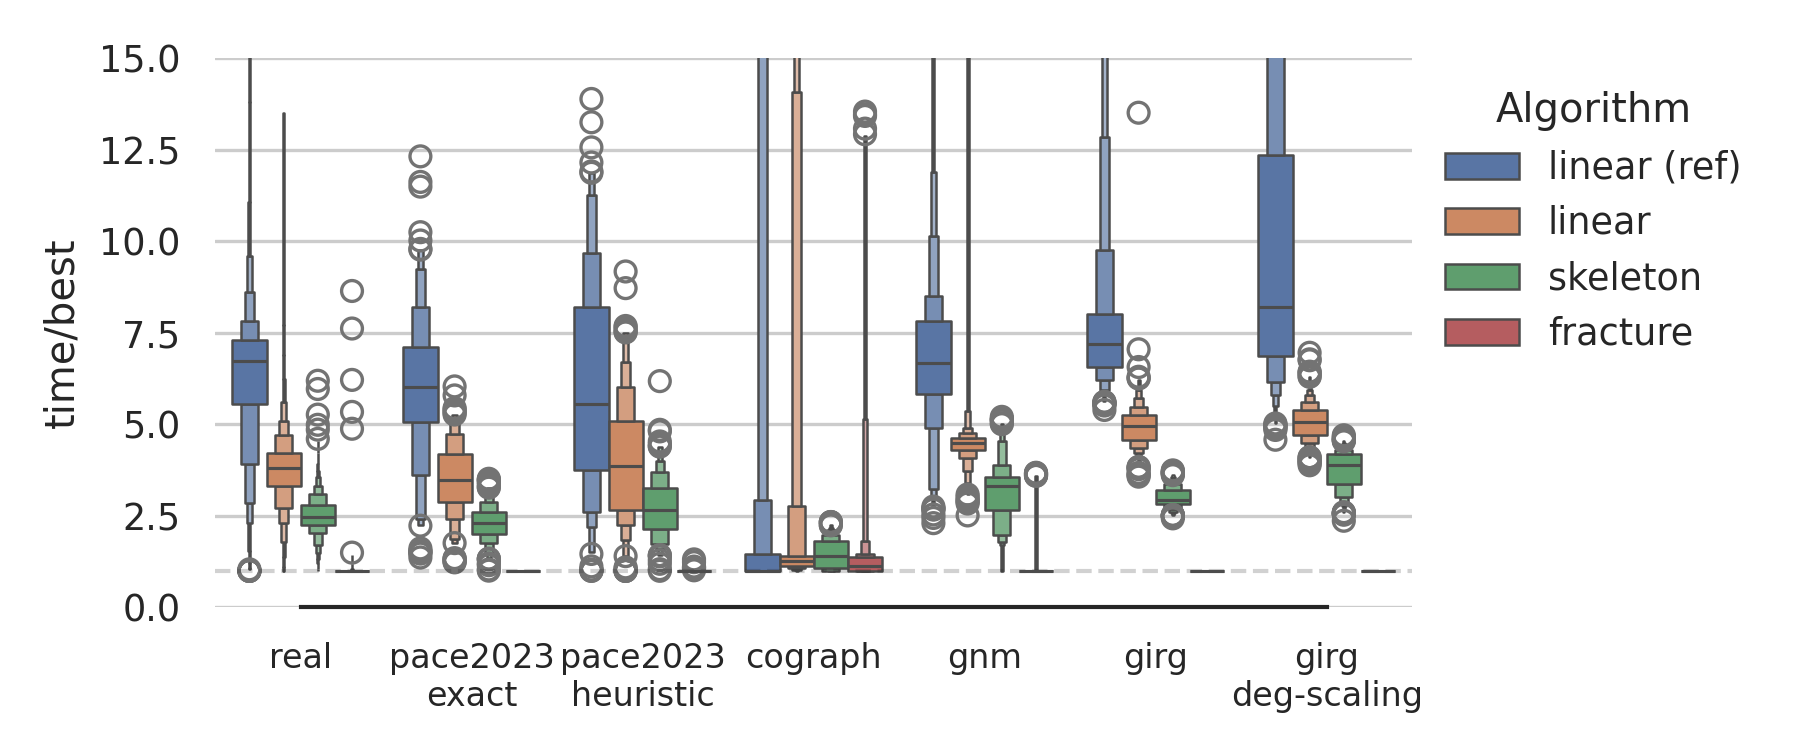 15.0
12.5
10.0
7.5
5.0
2.5
0.0
time/best
real
pace2023
exact
pace2023
heuristic
cograph
gnm
girg
girg
deg-scaling
Algorithm
linear (ref)
linear
skeleton
fracture